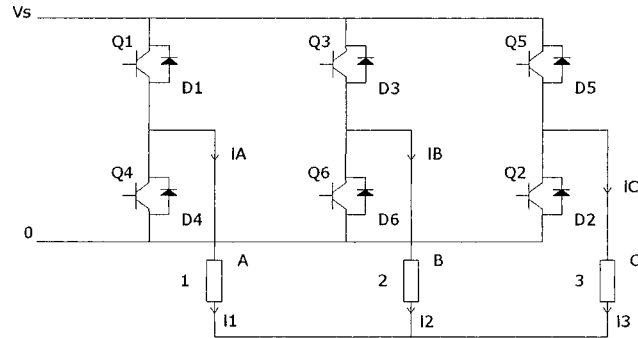 Vs
Q1 Q3 Q5
D1 D3 D5
IA IB IC
Q4 Q6 Q2
D4 D6 D2
0
A B C
1 2 3
I1 I2 I3